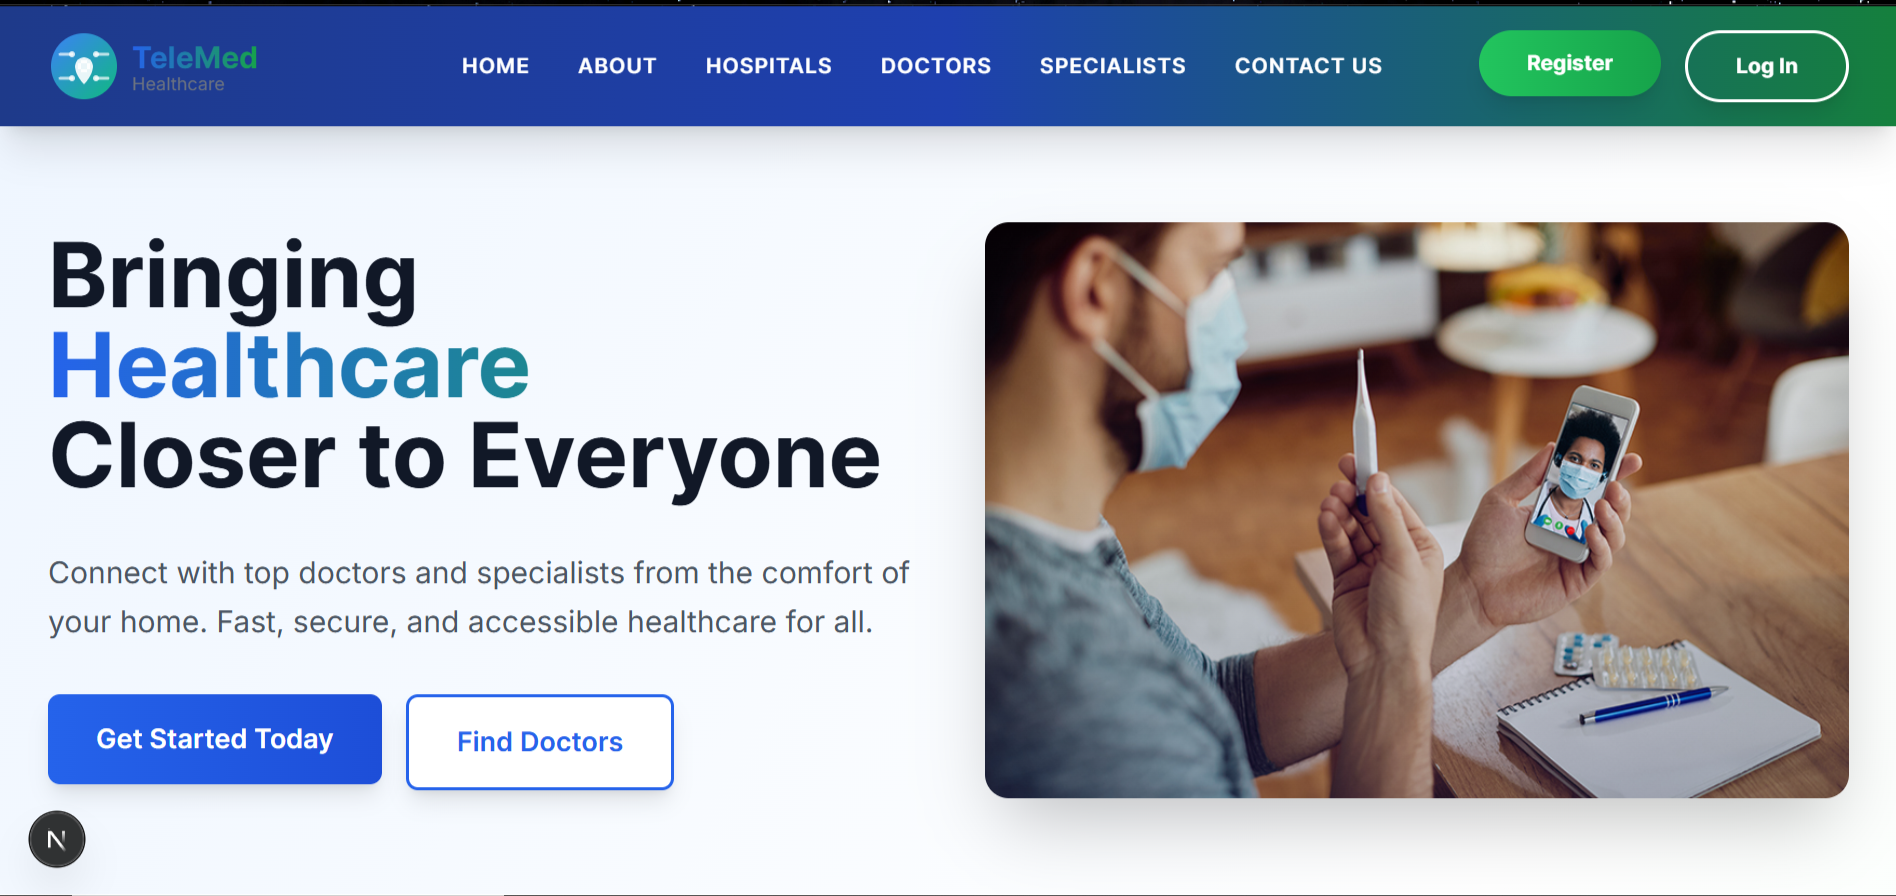 TeleMed
Healthcare
HOME
ABOUT
HOSPITALS
DOCTORS
SPECIALISTS
CONTACT US
Register
Log In
Bringing
Healthcare
Closer to Everyone
Connect with top doctors and specialists from the comfort of
your home. Fast, secure, and accessible healthcare for all.
Get Started Today
Find Doctors
N